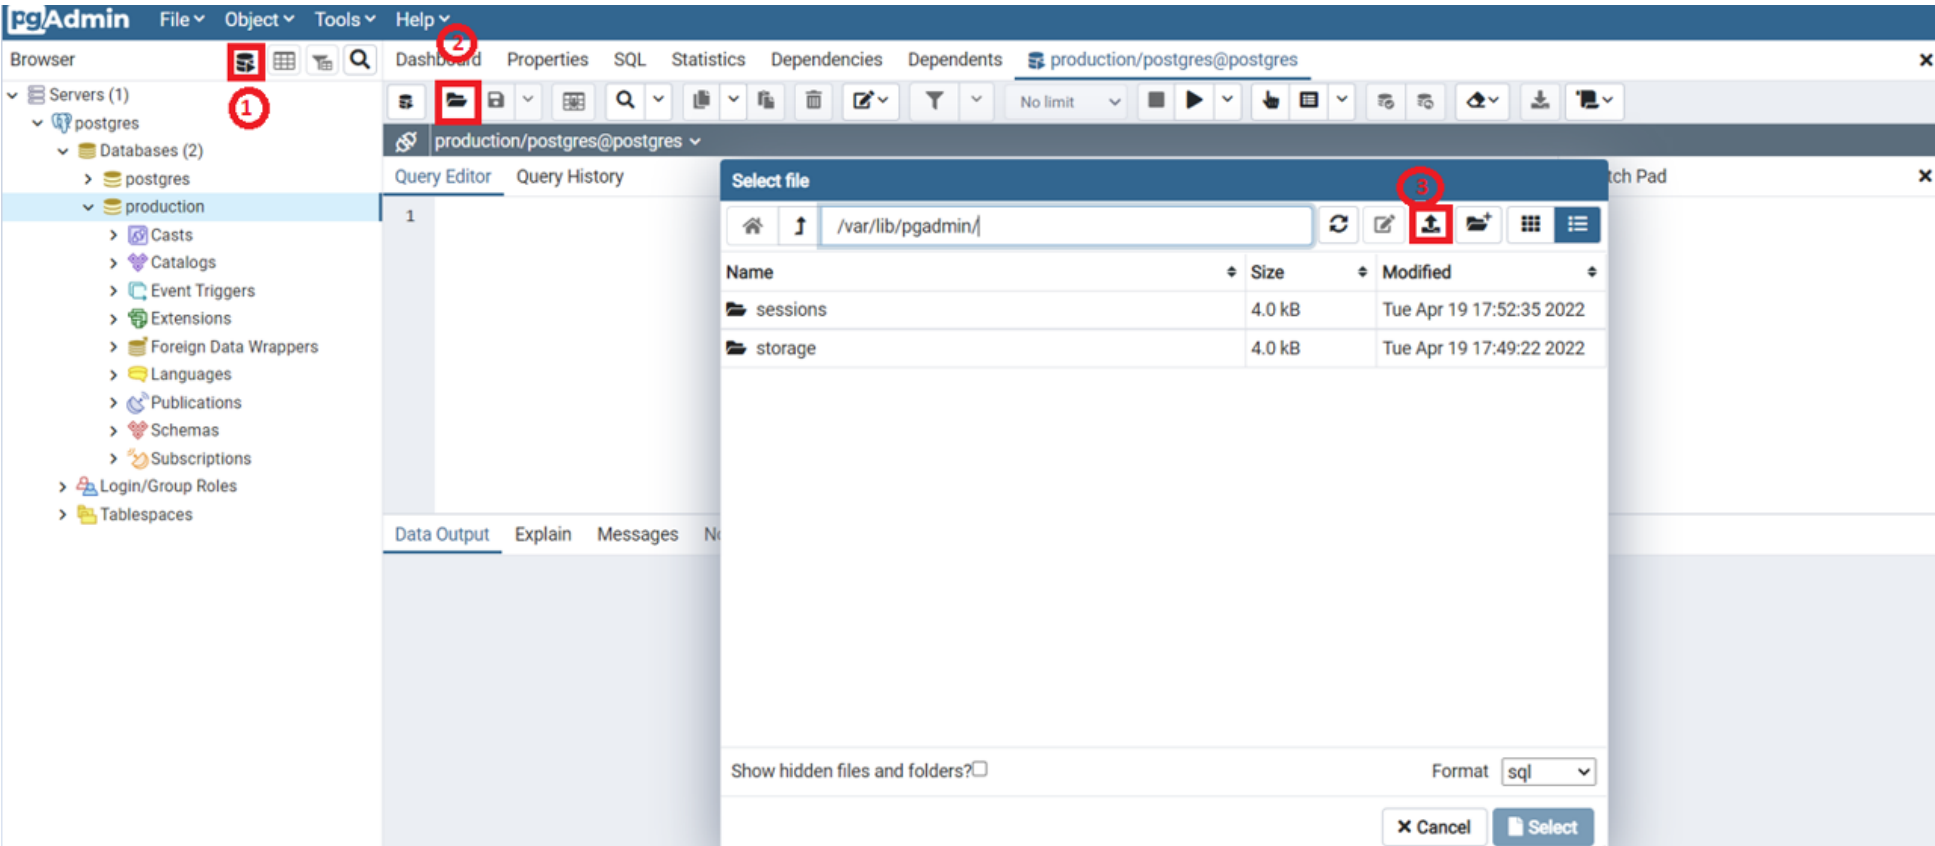 pgAdmin File Object Tools Help
2
Browser Dashboard Properties SQL Statistics Dependencies Dependents production/postgres@postgres
1
Servers (1)
No limit
postgres
Databases (2)
production/postgres@postgres
postgres
Query Editor Query History
Select file
3
tch Pad
production
1
/var/lib/pgadmin/
Casts
Catalogs
Event Triggers
Extensions
Foreign Data Wrappers
Languages
Publications
Schemas
Subscriptions
Login/Group Roles
Tablespaces
Name Size Modified
sessions 4.0 kB Tue Apr 19 17:52:35 2022
storage 4.0 kB Tue Apr 19 17:49:22 2022
Data Output Explain Messages No
Show hidden files and folders? Format sql
Cancel Select